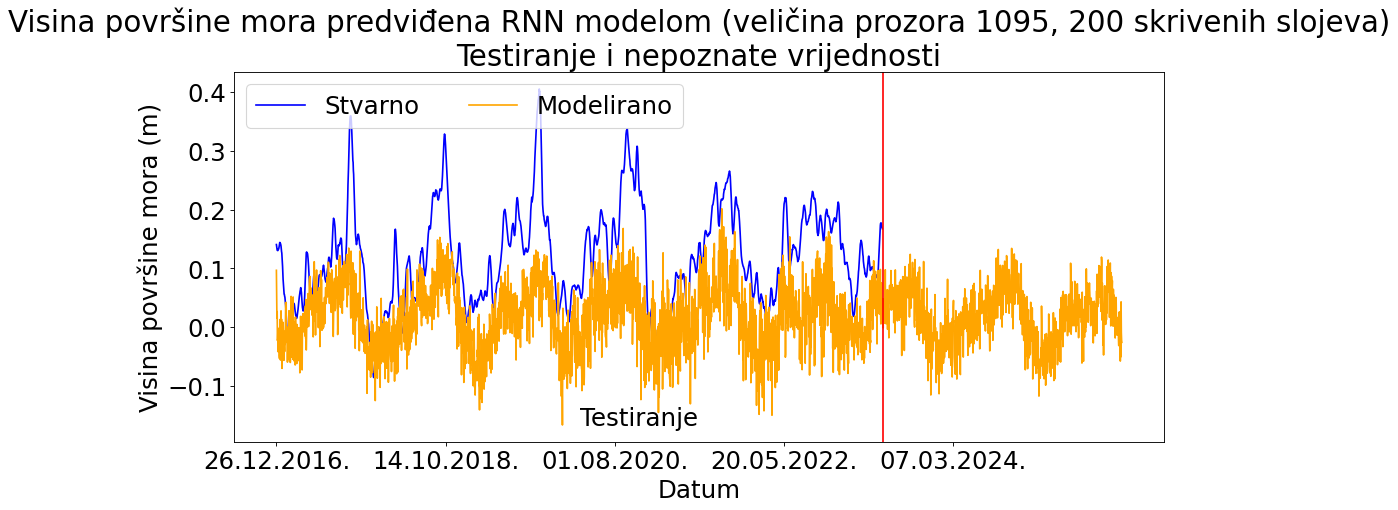 Visina površine mora predviđena RNN modelom (veličina prozora 1095, 200 skrivenih slojeva)
Testiranje i nepoznate vrijednosti
Stvarno
Modelirano
Visina površine mora (m)
0.4
0.3
0.2
0.1
0.0
−0.1
Testiranje
26.12.2016.
14.10.2018.
01.08.2020.
20.05.2022.
07.03.2024.
Datum